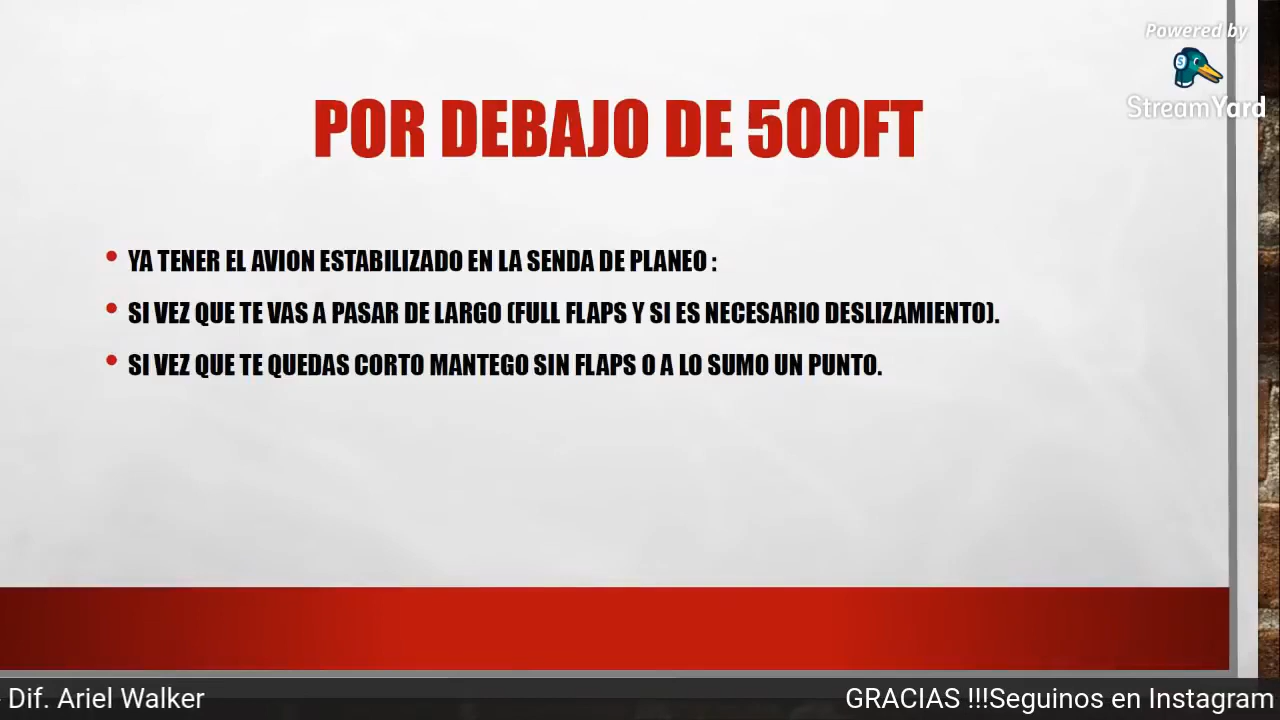 Powered by
StreamYard
POR DEBAJO DE 500FT
• YA TENER EL AVION ESTABILIZADO EN LA SENDA DE PLANEO :
• SI VEZ QUE TE VAS A PASAR DE LARGO (FULL FLAPS Y SI ES NECESARIO DESLIZAMIENTO).
• SI VEZ QUE TE QUEDAS CORTO MANTEGO SIN FLAPS O A LO SUMO UN PUNTO.
Dif. Ariel Walker
GRACIAS !!!Seguinos en Instagram